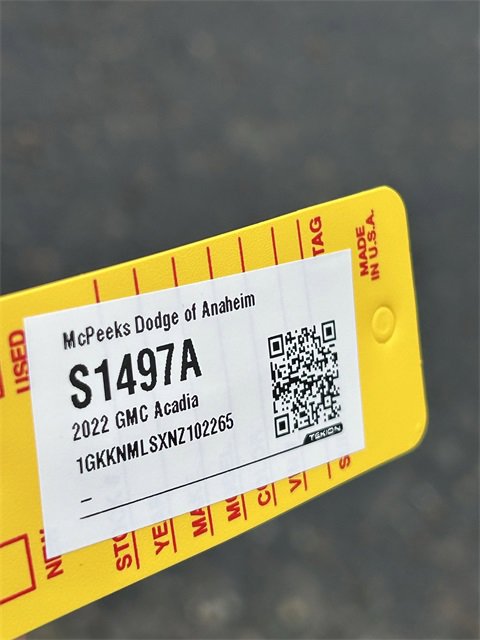 McPeeks Dodge of Anaheim
S1497A
2022 GMC Acadia
1GKKNMLSXNZ102265
–
TEKION
USED
TAG
MADE
IN U.S.A.